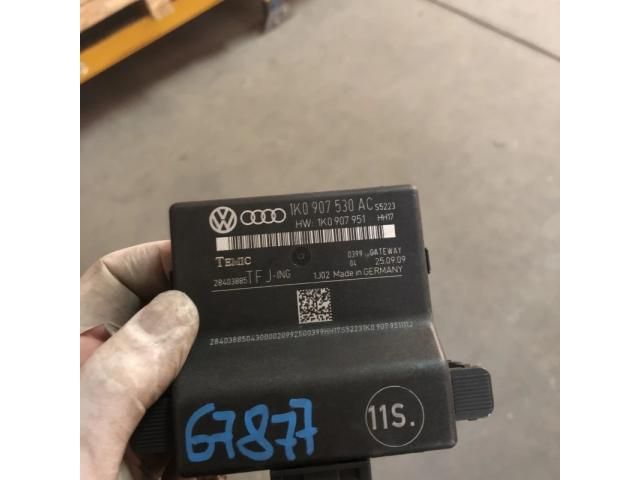 1K0 907 530 AC S5223
HW: 1K0 907 951 HH17
TEMIC
0399 GATEWAY
04 25.09.09
28403885 TFJ-ING 1J02 Made in GERMANY
67877
11S.